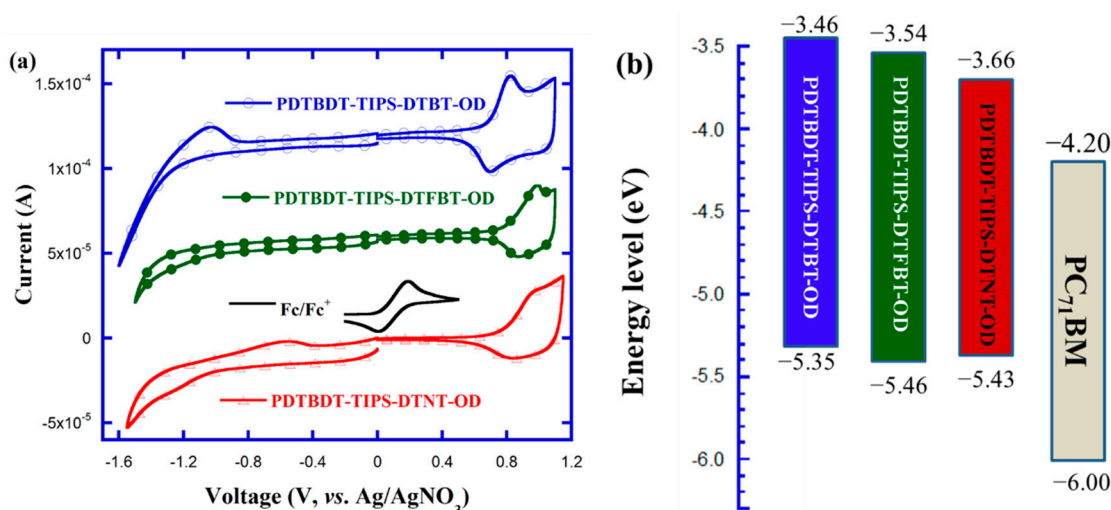 (a)
Current (A)
1.5x10⁻⁴
1x10⁻⁴
5x10⁻⁵
0
-5x10⁻⁵
PDTBDT-TIPS-DTBT-OD
PDTBDT-TIPS-DTFBT-OD
Fc/Fc⁺
PDTBDT-TIPS-DTNT-OD
-1.6 -1.2 -0.8 -0.4 0 0.4 0.8 1.2
Voltage (V, vs. Ag/AgNO₃)
(b)
Energy level (eV)
-3.5
-4.0
-4.5
-5.0
-5.5
-6.0
−3.46
PDTBDT-TIPS-DTBT-OD
−5.35
−3.54
PDTBDT-TIPS-DTFBT-OD
−5.46
−3.66
PDTBDT-TIPS-DTNT-OD
−5.43
−4.20
PC₇₁BM
−6.00